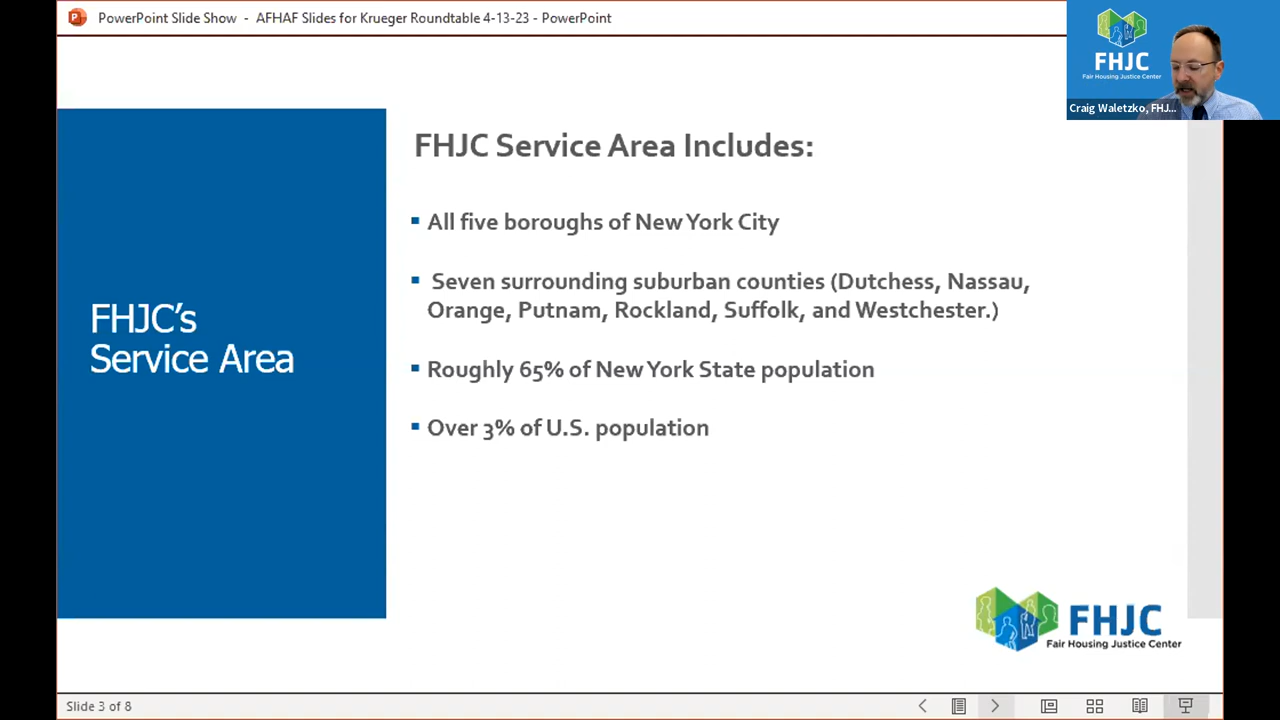 PowerPoint Slide Show - AFHAF Slides for Krueger Roundtable 4-13-23 - PowerPoint
FHJC
Fair Housing Justice Center
Craig Waletzko, FHJ...
FHJC's
Service Area
FHJC Service Area Includes:
▪ All five boroughs of New York City
▪ Seven surrounding suburban counties (Dutchess, Nassau,
Orange, Putnam, Rockland, Suffolk, and Westchester.)
▪ Roughly 65% of New York State population
▪ Over 3% of U.S. population
FHJC
Fair Housing Justice Center
Slide 3 of 8